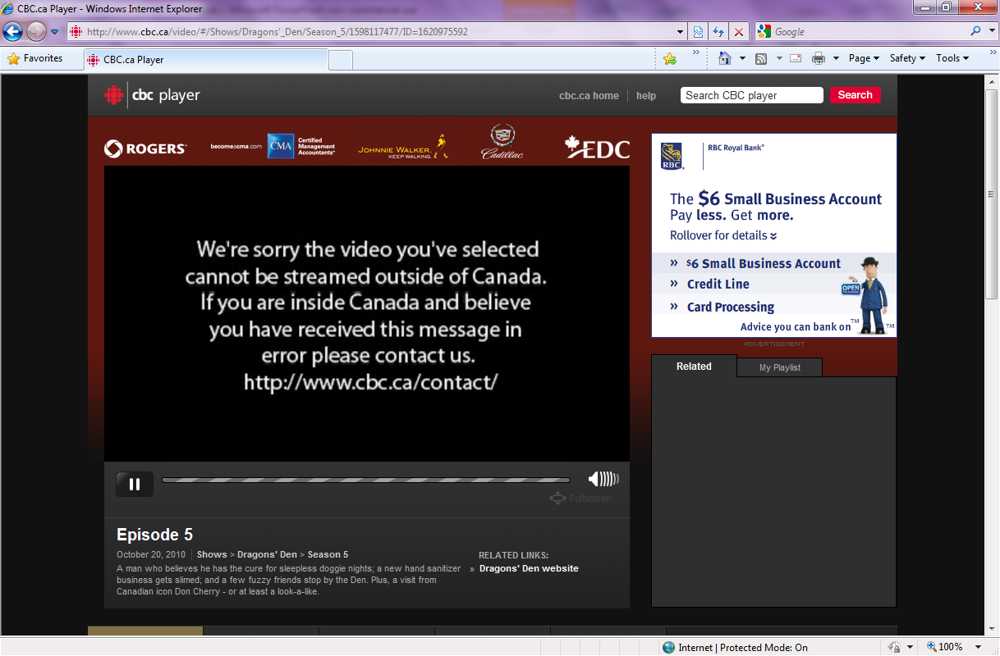 CBC.ca Player - Windows Internet Explorer
http://www.cbc.ca/video/#/Shows/Dragons'_Den/Season_5/1598117477/ID=1620975592
Google
Favorites
CBC.ca Player
Page
Safety
Tools
cbc player
cbc.ca home
help
Search CBC player
Search
ROGERS™
becomeacma.com
CMA
Certified
Management
Accountants®
JOHNNIE WALKER.
KEEP WALKING.
Cadillac
EDC
RBC
RBC Royal Bank®
The $6 Small Business Account
Pay less. Get more.
Rollover for details
» $6 Small Business Account
» Credit Line
» Card Processing
OPEN
Advice you can bank on™
TM
ADVERTISEMENT
We're sorry the video you've selected
cannot be streamed outside of Canada.
If you are inside Canada and believe
you have received this message in
error please contact us.
http://www.cbc.ca/contact/
Related
My Playlist
Fullscreen
Episode 5
October 20, 2010
Shows > Dragons' Den > Season 5
A man who believes he has the cure for sleepless doggie nights; a new hand sanitizer
business gets slimed; and a few fuzzy friends stop by the Den. Plus, a visit from
Canadian icon Don Cherry - or at least a look-a-like.
RELATED LINKS:
» Dragons' Den website
Internet | Protected Mode: On
100%